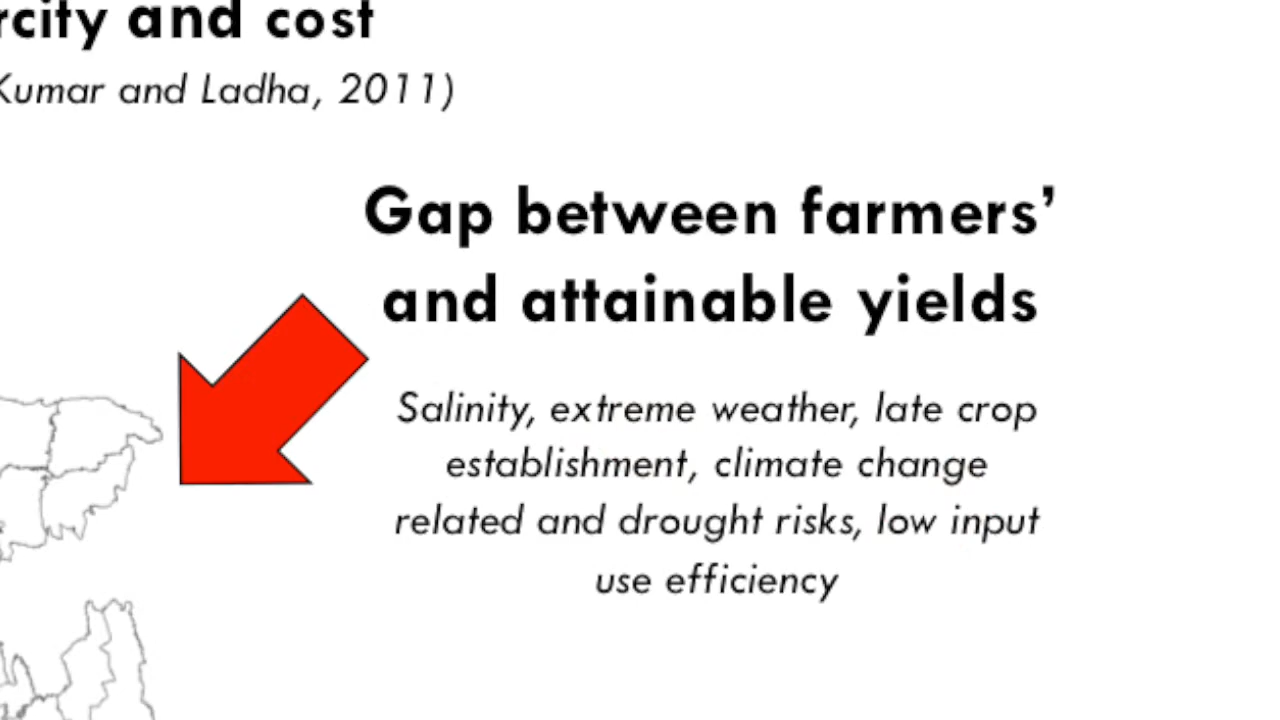 and cost
Kumar and Ladha, 2011)
Gap between farmers’
and attainable yields
Salinity, extreme weather, late crop
establishment, climate change
related and drought risks, low input
use efficiency